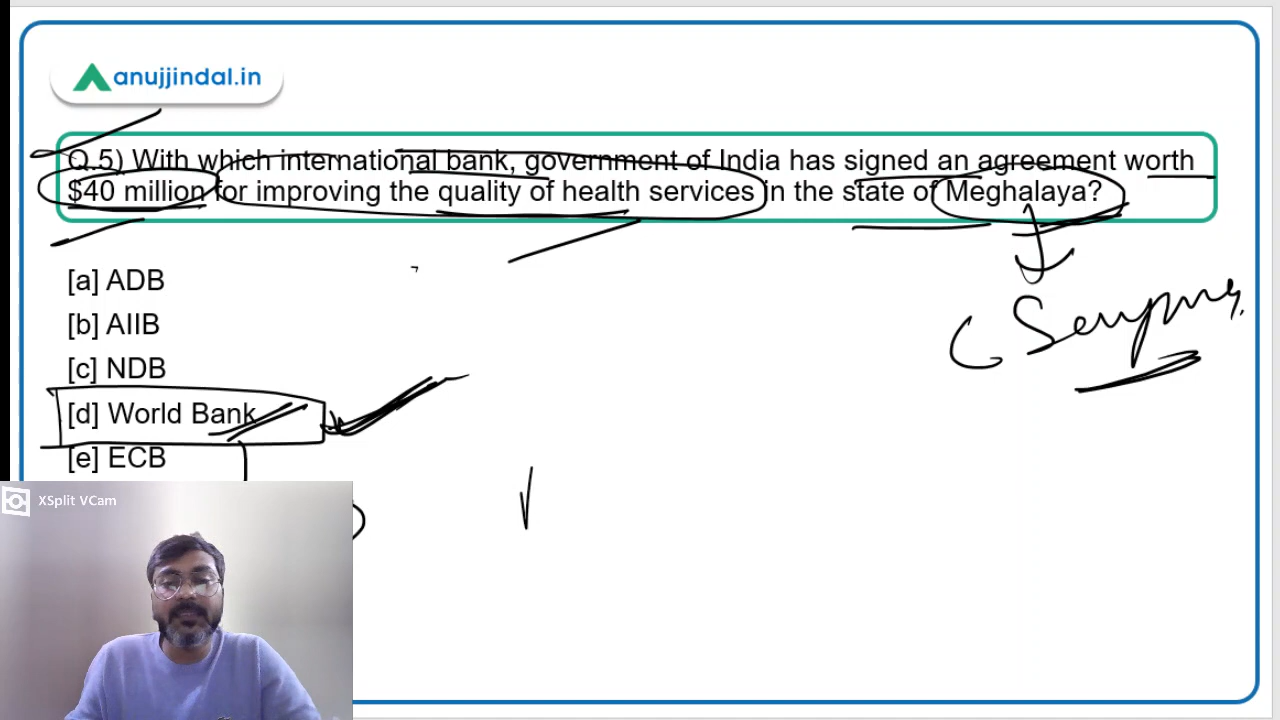 anujjindal.in
Q.5) With which international bank, government of India has signed an agreement worth
$40 million for improving the quality of health services in the state of Meghalaya?
[a] ADB
[b] AIIB
[c] NDB
[d] World Bank
[e] ECB
XSplit VCam